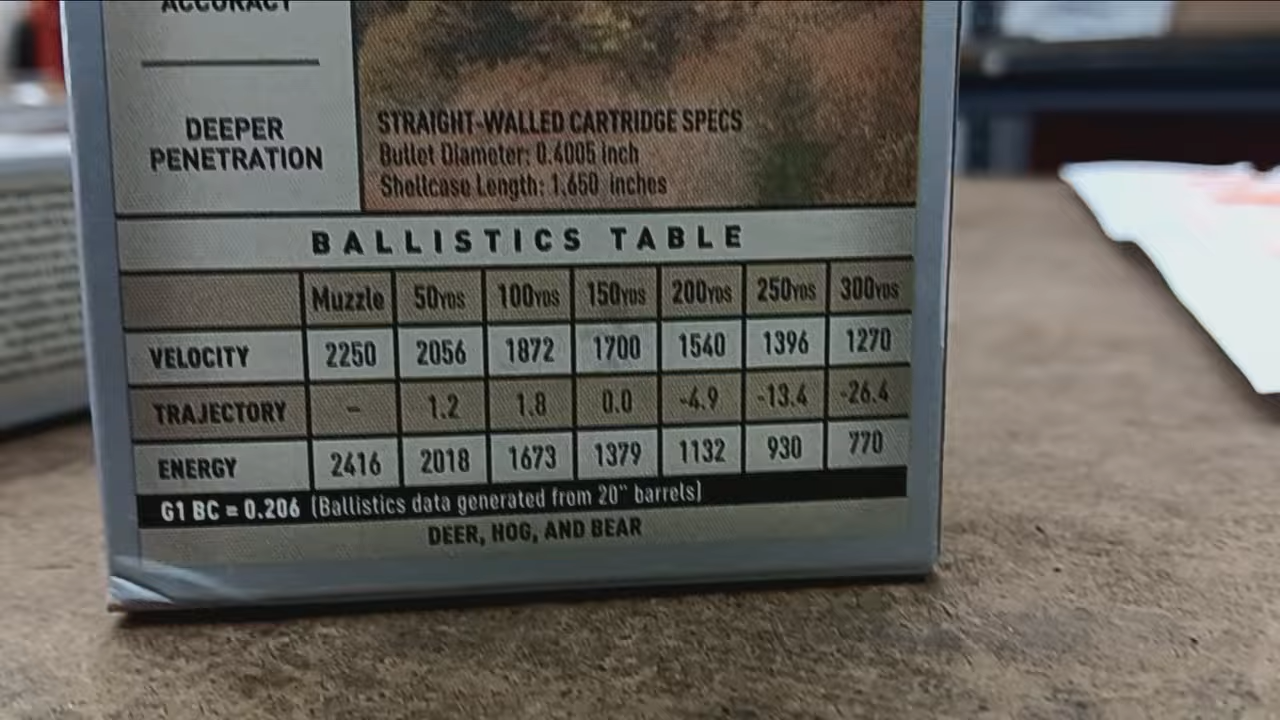 ACCURACY
DEEPER
PENETRATION
STRAIGHT-WALLED CARTRIDGE SPECS
Bullet Diameter: 0.4005 inch
Shellcase Length: 1.650 inches
BALLISTICS TABLE
Muzzle 50YDS 100YDS 150YDS 200YDS 250YDS 300YDS
VELOCITY 2250 2056 1872 1700 1540 1396 1270
TRAJECTORY – 1.2 1.8 0.0 -4.9 -13.4 -26.4
ENERGY 2416 2018 1673 1379 1132 930 770
G1 BC = 0.206 (Ballistics data generated from 20" barrels)
DEER, HOG, AND BEAR